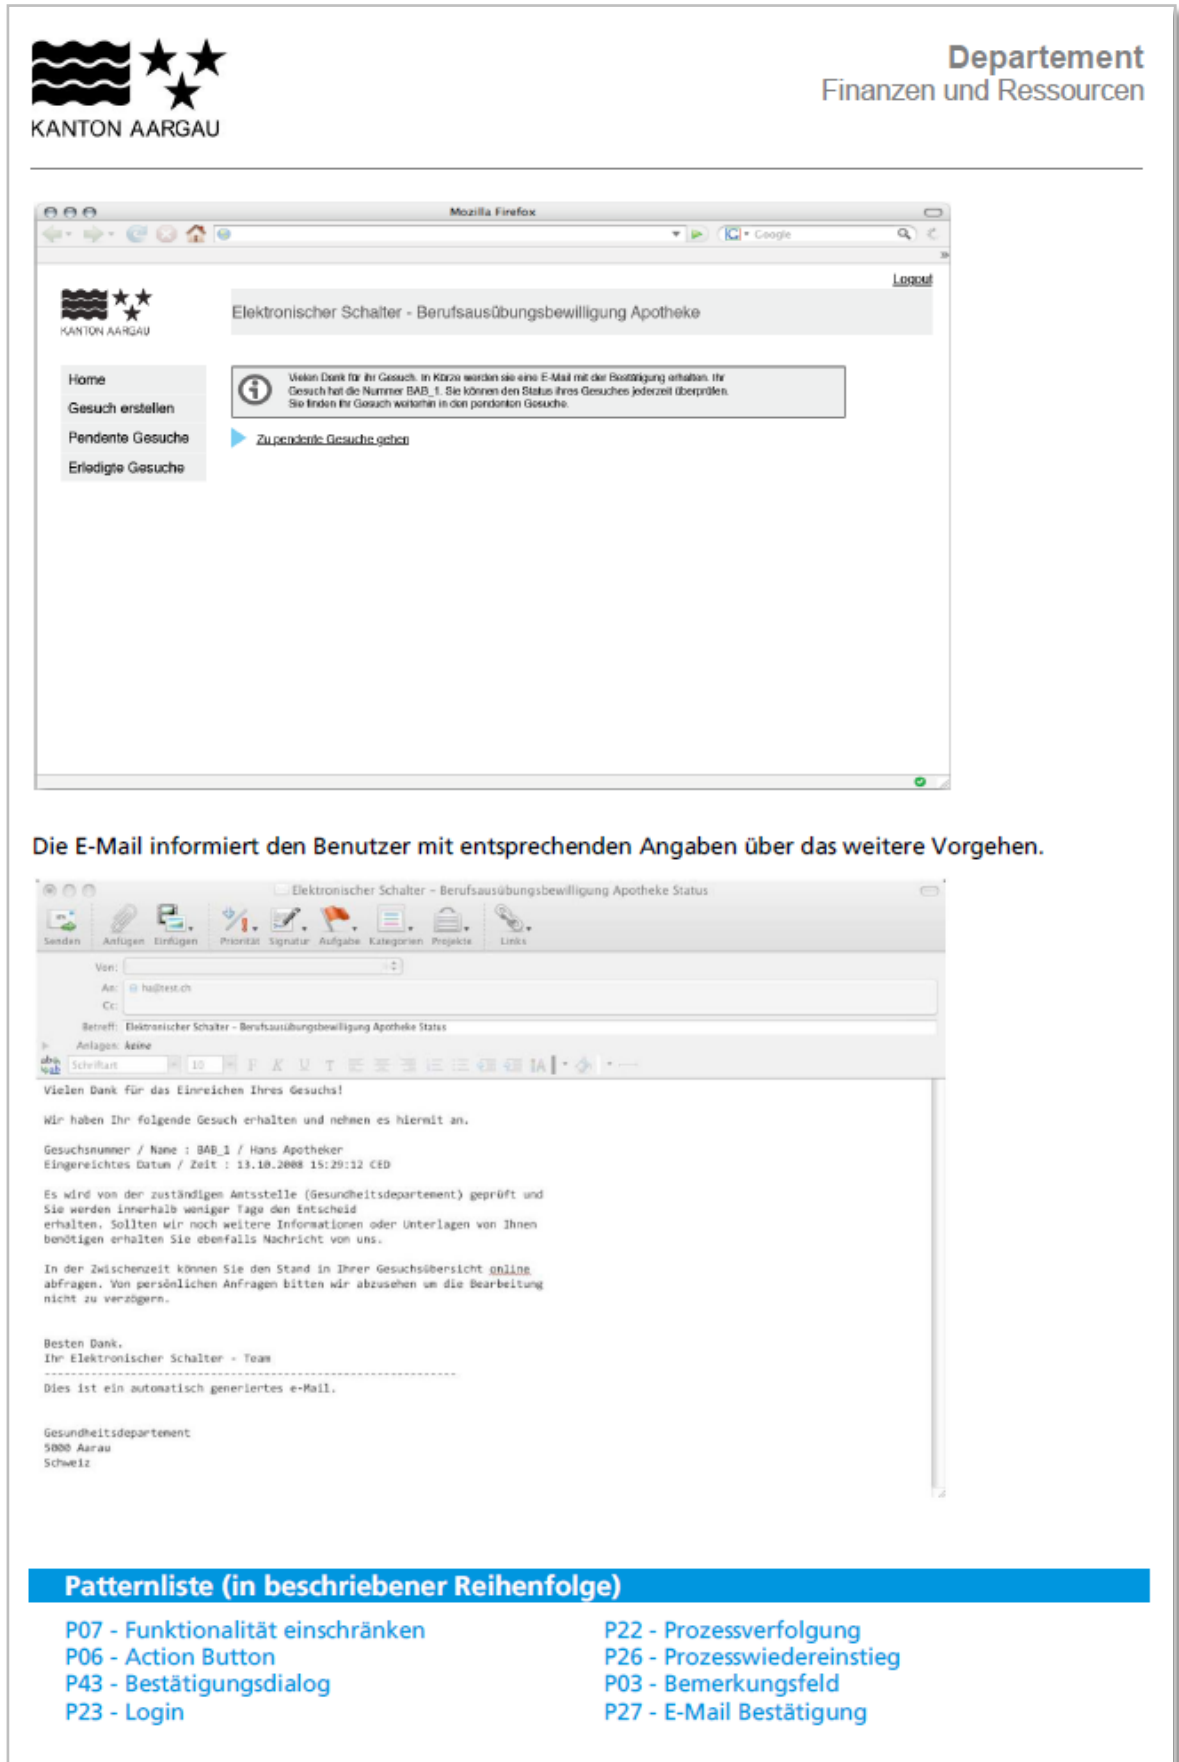 KANTON AARGAU
Departement
Finanzen und Ressourcen
Mozilla Firefox
Google
Logout
KANTON AARGAU
Elektronischer Schalter - Berufsausübungsbewilligung Apotheke
Home
Gesuch erstellen
Pendente Gesuche
Erledigte Gesuche
Vielen Dank für ihr Gesuch. In Kürze werden sie eine E-Mail mit der Bestätigung erhalten. Ihr
Gesuch hat die Nummer BAB_1. Sie können den Status ihres Gesuches jederzeit überprüfen.
Sie finden Ihr Gesuch weiterhin in den pendenten Gesuche.
Zu pendente Gesuche gehen
Die E-Mail informiert den Benutzer mit entsprechenden Angaben über das weitere Vorgehen.
Elektronischer Schalter - Berufsausübungsbewilligung Apotheke Status
Senden Anfügen Einfügen Priorität Signatur Aufgabe Kategorien Projekte Links
Von:
An: ha@test.ch
Cc:
Betreff: Elektronischer Schalter - Berufsausübungsbewilligung Apotheke Status
Anlagen: keine
Schriftart 10 F K U T
Vielen Dank für das Einreichen Ihres Gesuchs!
Wir haben Ihr folgende Gesuch erhalten und nehmen es hiermit an.
Gesuchsnummer / Name : BAB_1 / Hans Apotheker
Eingereichtes Datum / Zeit : 13.10.2008 15:29:12 CED
Es wird von der zuständigen Amtsstelle (Gesundheitsdepartement) geprüft und
Sie werden innerhalb weniger Tage den Entscheid
erhalten. Sollten wir noch weitere Informationen oder Unterlagen von Ihnen
benötigen erhalten Sie ebenfalls Nachricht von uns.
In der Zwischenzeit können Sie den Stand in Ihrer Gesuchsübersicht online
abfragen. Von persönlichen Anfragen bitten wir abzusehen um die Bearbeitung
nicht zu verzögern.
Besten Dank.
Ihr Elektronischer Schalter - Team
------------------------------------------------------------
Dies ist ein automatisch generiertes e-Mail.
Gesundheitsdepartement
5000 Aarau
Schweiz
Patternliste (in beschriebener Reihenfolge)
P07 - Funktionalität einschränken
P06 - Action Button
P43 - Bestätigungsdialog
P23 - Login
P22 - Prozessverfolgung
P26 - Prozesswiedereinstieg
P03 - Bemerkungsfeld
P27 - E-Mail Bestätigung